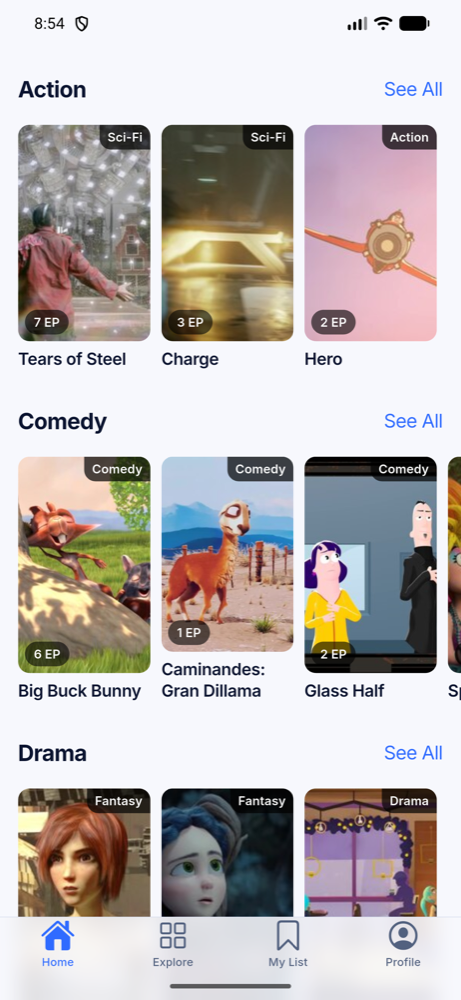 8:54
Action
See All
Sci-Fi
Sci-Fi
Action
7 EP
3 EP
2 EP
Tears of Steel
Charge
Hero
Comedy
See All
Comedy
Comedy
Comedy
6 EP
1 EP
2 EP
Big Buck Bunny
Caminandes:
Gran Dillama
Glass Half
Sp
Drama
See All
Fantasy
Fantasy
Drama
Home
Explore
My List
Profile